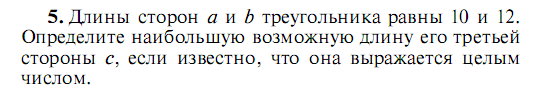 5. Длины сторон a и b треугольника равны 10 и 12.
Определите наибольшую возможную длину его третьей
стороны c, если известно, что она выражается целым
числом.